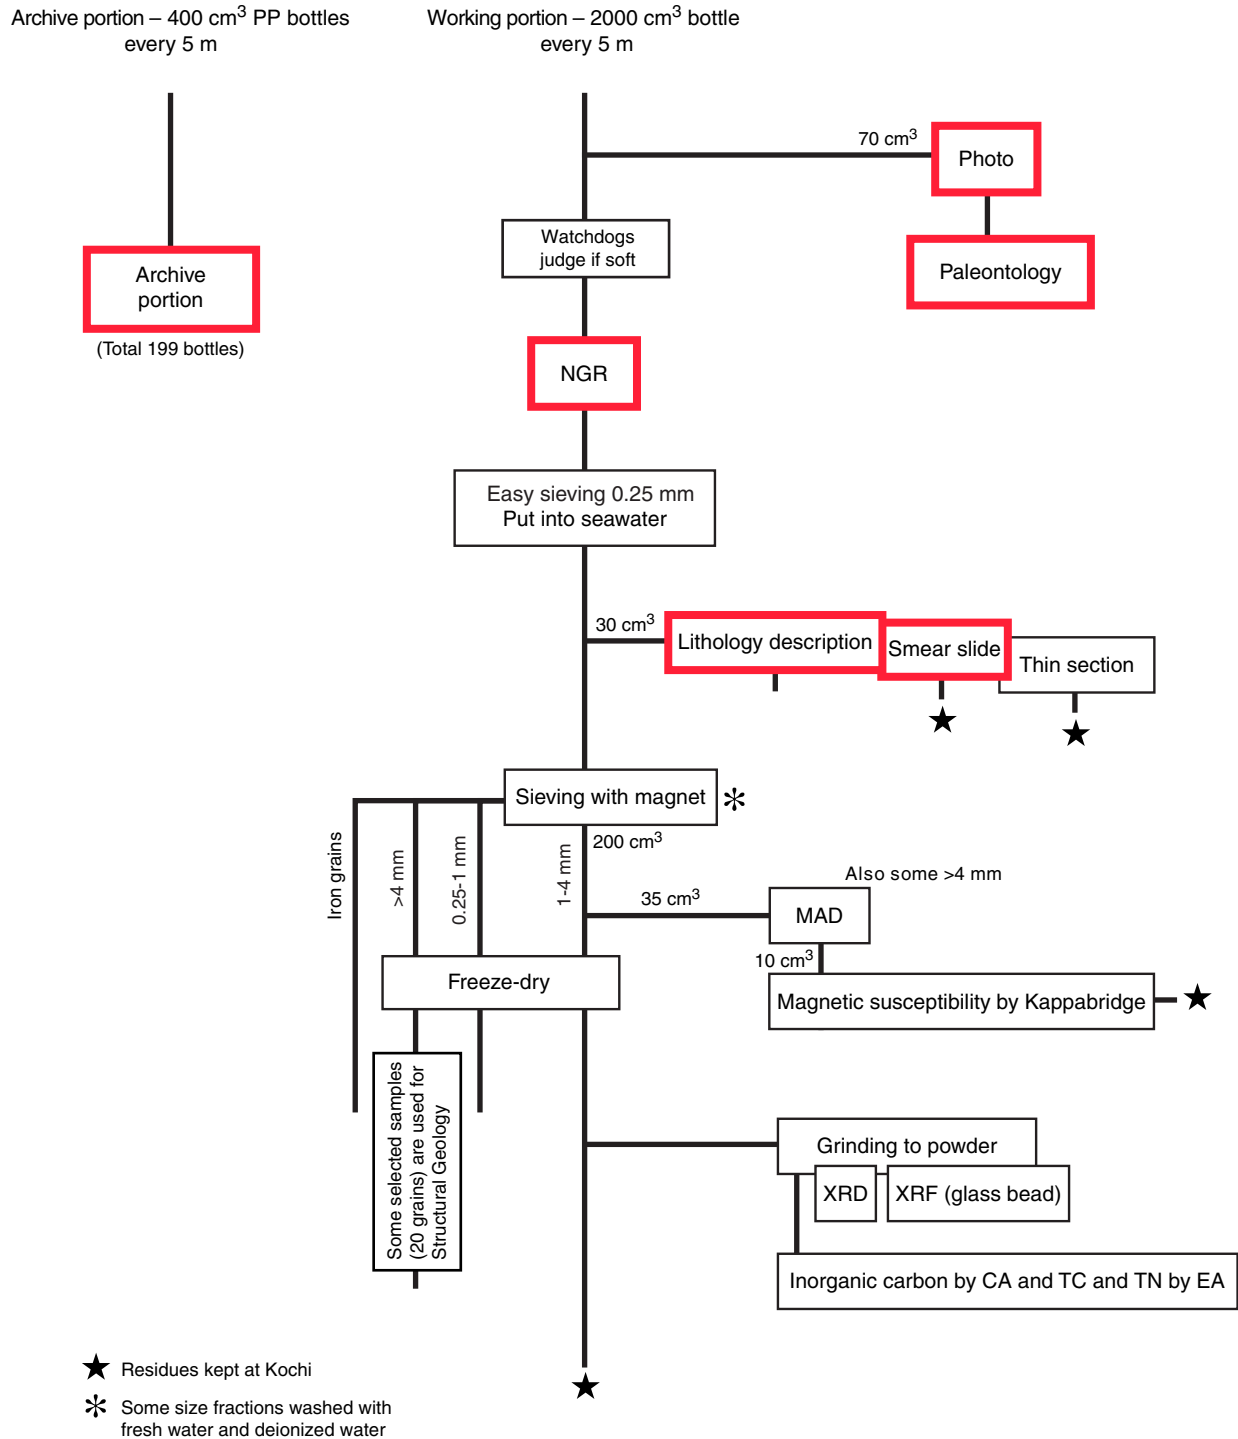 Archive portion – 400 cm³ PP bottles
every 5 m
Working portion – 2000 cm³ bottle
every 5 m
70 cm³
Photo
Watchdogs
judge if soft
Paleontology
Archive
portion
(Total 199 bottles)
NGR
Easy sieving 0.25 mm
Put into seawater
30 cm³
Lithology description
Smear slide
Thin section
Sieving with magnet
✻
200 cm³
Iron grains
>4 mm
0.25-1 mm
1-4 mm
Also some >4 mm
35 cm³
MAD
10 cm³
Freeze-dry
Magnetic susceptibility by Kappabridge
Some selected samples
(20 grains) are used for
Structural Geology
Grinding to powder
XRD
XRF (glass bead)
Inorganic carbon by CA and TC and TN by EA
★ Residues kept at Kochi
✻ Some size fractions washed with
fresh water and deionized water